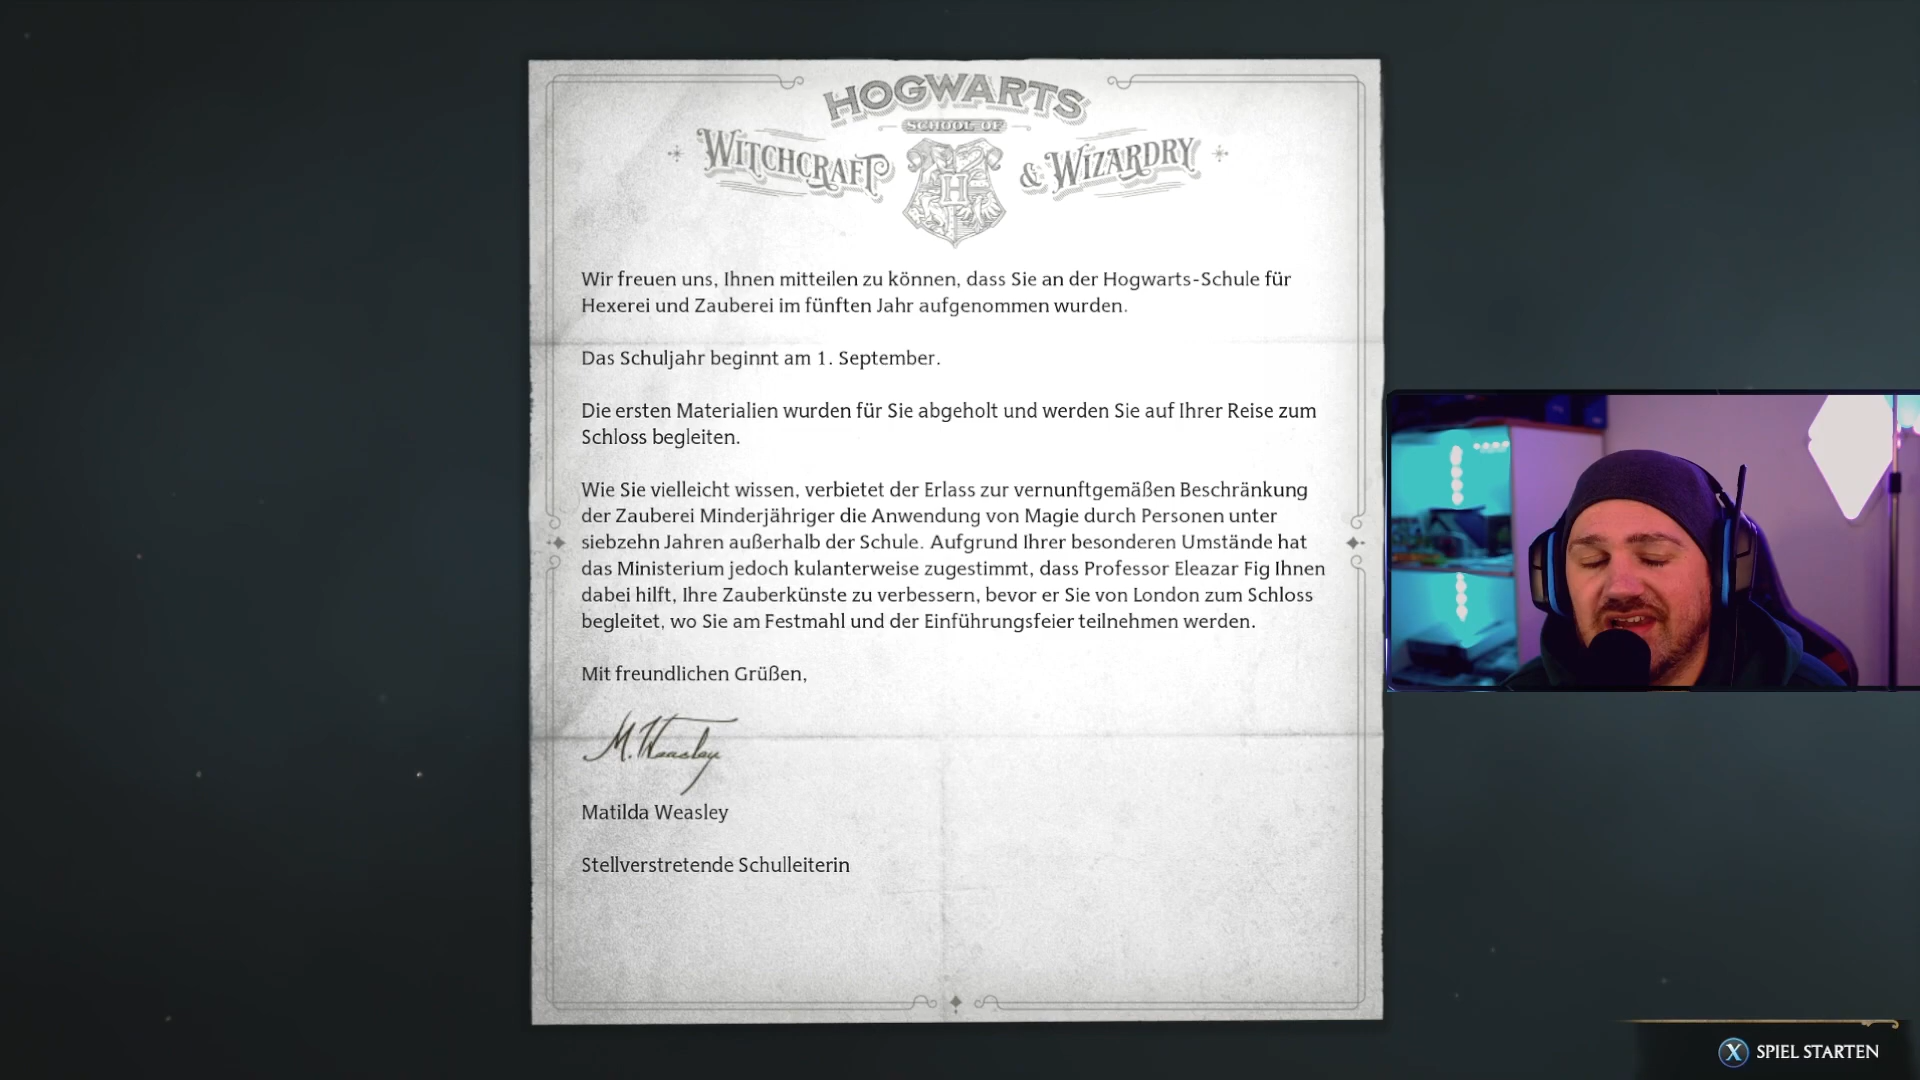 HOGWARTS
SCHOOL OF
WITCHCRAFT & WIZARDRY
H
Wir freuen uns, Ihnen mitteilen zu können, dass Sie an der Hogwarts-Schule für
Hexerei und Zauberei im fünften Jahr aufgenommen wurden.
Das Schuljahr beginnt am 1. September.
Die ersten Materialien wurden für Sie abgeholt und werden Sie auf Ihrer Reise zum
Schloss begleiten.
Wie Sie vielleicht wissen, verbietet der Erlass zur vernunftgemäßen Beschränkung
der Zauberei Minderjähriger die Anwendung von Magie durch Personen unter
siebzehn Jahren außerhalb der Schule. Aufgrund Ihrer besonderen Umstände hat
das Ministerium jedoch kulanterweise zugestimmt, dass Professor Eleazar Fig Ihnen
dabei hilft, Ihre Zauberkünste zu verbessern, bevor er Sie von London zum Schloss
begleitet, wo Sie am Festmahl und der Einführungsfeier teilnehmen werden.
Mit freundlichen Grüßen,
M. Weasley
Matilda Weasley
Stellverstretende Schulleiterin
X SPIEL STARTEN